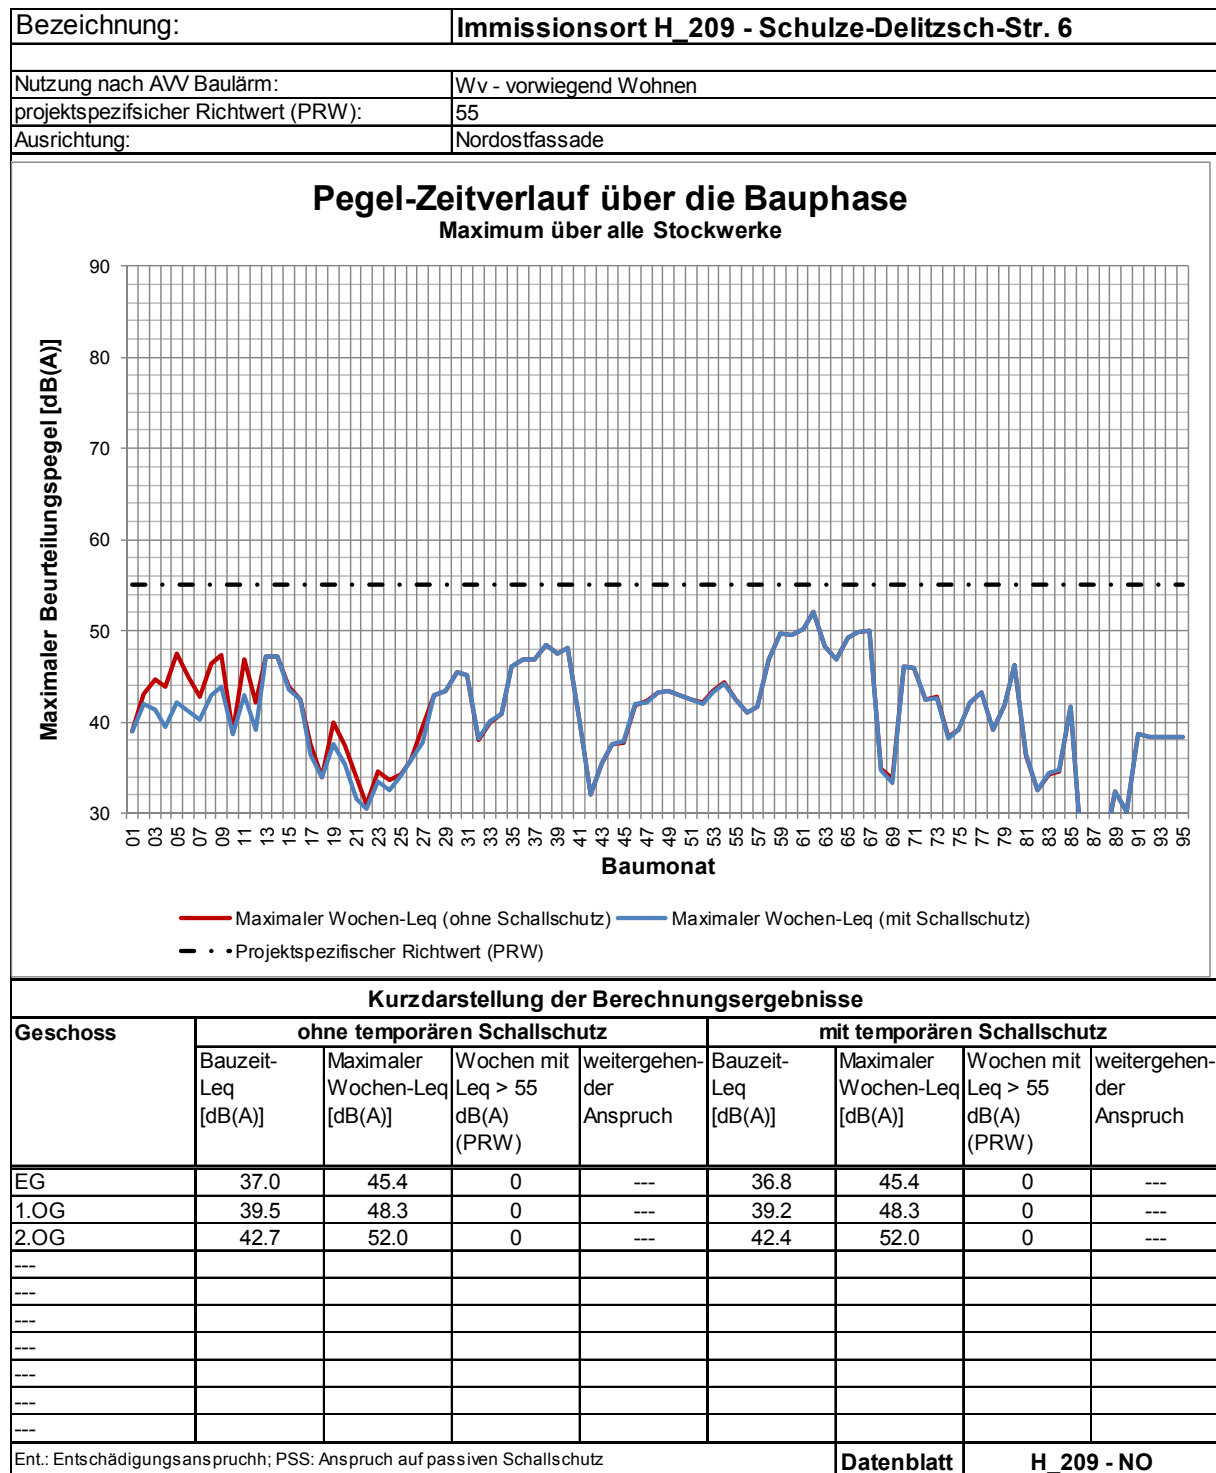 Bezeichnung: Immissionsort H_209 - Schulze-Delitzsch-Str. 6
Nutzung nach AVV Baulärm: Wv - vorwiegend Wohnen
projektspezifsicher Richtwert (PRW): 55
Ausrichtung: Nordostfassade
Pegel-Zeitverlauf über die Bauphase
Maximum über alle Stockwerke
Maximaler Beurteilungspegel [dB(A)]
90
80
70
60
50
40
30
01 03 05 07 09 11 13 15 17 19 21 23 25 27 29 31 33 35 37 39 41 43 45 47 49 51 53 55 57 59 61 63 65 67 69 71 73 75 77 79 81 83 85 87 89 91 93 95
Baumonat
Maximaler Wochen-Leq (ohne Schallschutz) Maximaler Wochen-Leq (mit Schallschutz)
Projektspezifischer Richtwert (PRW)
Kurzdarstellung der Berechnungsergebnisse
Geschoss ohne temporären Schallschutz mit temporären Schallschutz
Bauzeit- Maximaler Wochen mit weitergehen- Bauzeit- Maximaler Wochen mit weitergehen-
Leq Wochen-Leq Leq > 55 der Leq Wochen-Leq Leq > 55 der
[dB(A)] [dB(A)] dB(A) Anspruch [dB(A)] [dB(A)] dB(A) Anspruch
(PRW) (PRW)
EG 37.0 45.4 0 --- 36.8 45.4 0 ---
1.OG 39.5 48.3 0 --- 39.2 48.3 0 ---
2.OG 42.7 52.0 0 --- 42.4 52.0 0 ---
---
---
---
---
---
---
---
Ent.: Entschädigungsanspruchh; PSS: Anspruch auf passiven Schallschutz Datenblatt H_209 - NO